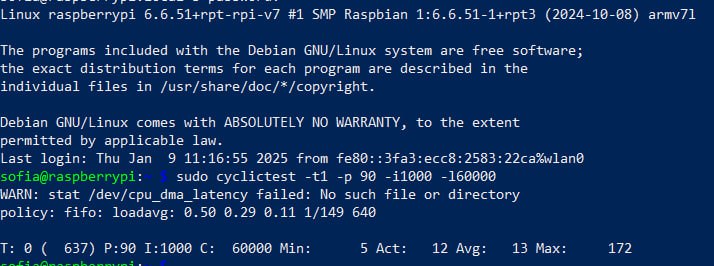 Linux raspberrypi 6.6.51+rpt-rpi-v7 #1 SMP Raspbian 1:6.6.51-1+rpt3 (2024-10-08) armv7l
The programs included with the Debian GNU/Linux system are free software;
the exact distribution terms for each program are described in the
individual files in /usr/share/doc/*/copyright.
Debian GNU/Linux comes with ABSOLUTELY NO WARRANTY, to the extent
permitted by applicable law.
Last login: Thu Jan  9 11:16:55 2025 from fe80::3fa3:ecc8:2583:22ca%wlan0
sofia@raspberrypi:~ $ sudo cyclictest -t1 -p 90 -i1000 -l60000
WARN: stat /dev/cpu_dma_latency failed: No such file or directory
policy: fifo: loadavg: 0.50 0.29 0.11 1/149 640
T: 0 (  637) P:90 I:1000 C:  60000 Min:      5 Act:   12 Avg:   13 Max:     172